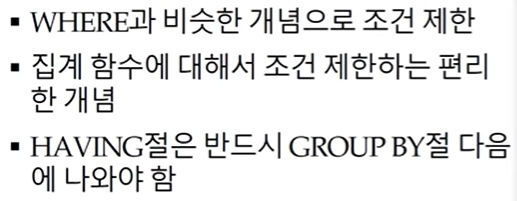 ▪ WHERE과 비슷한 개념으로 조건 제한
▪ 집계 함수에 대해서 조건 제한하는 편리
한 개념
▪ HAVING절은 반드시 GROUP BY절 다음
에 나와야 함